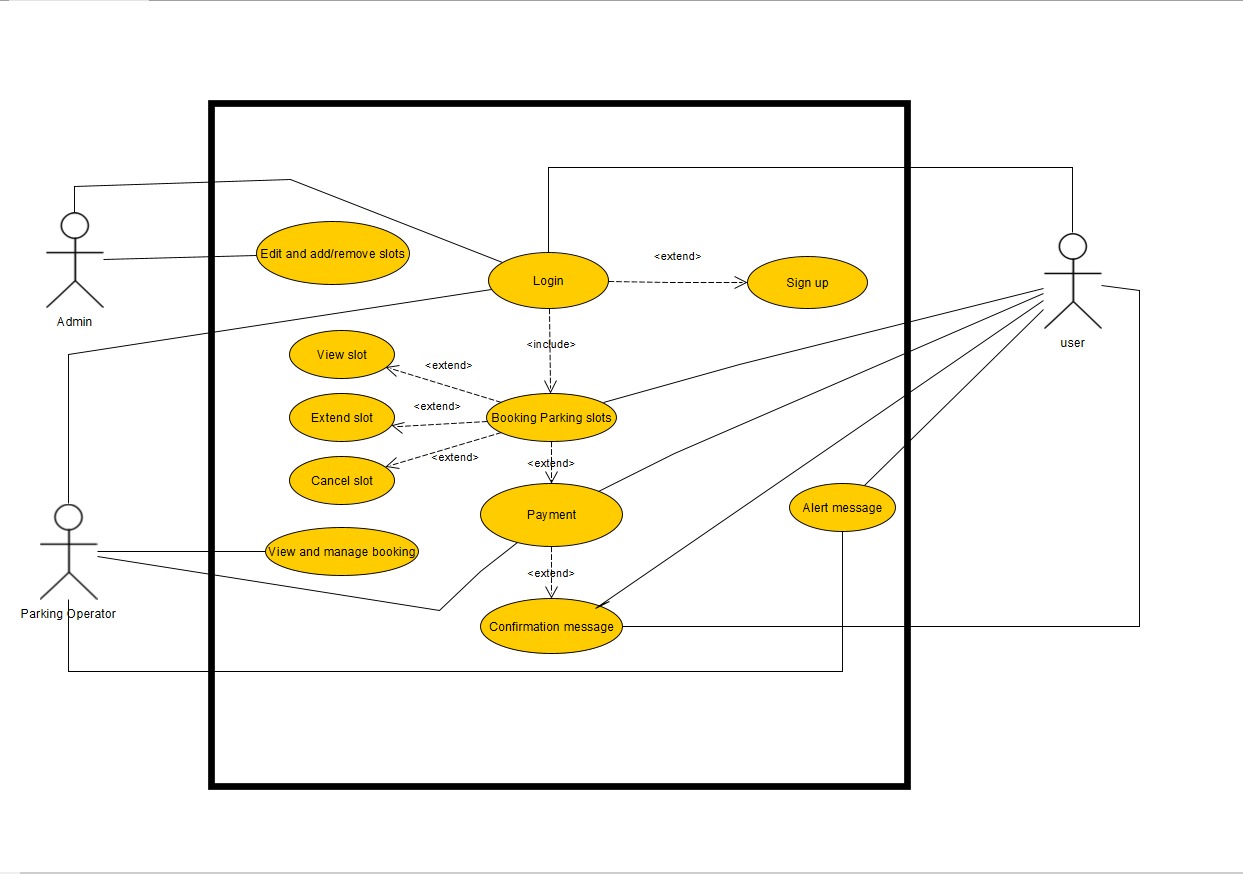 Edit and add/remove slots
<extend>
Login
Sign up
Admin
user
<include>
View slot
<extend>
<extend>
Extend slot
Booking Parking slots
<extend>
<extend>
Cancel slot
Payment
Alert message
View and manage booking
<extend>
Parking Operator
Confirmation message